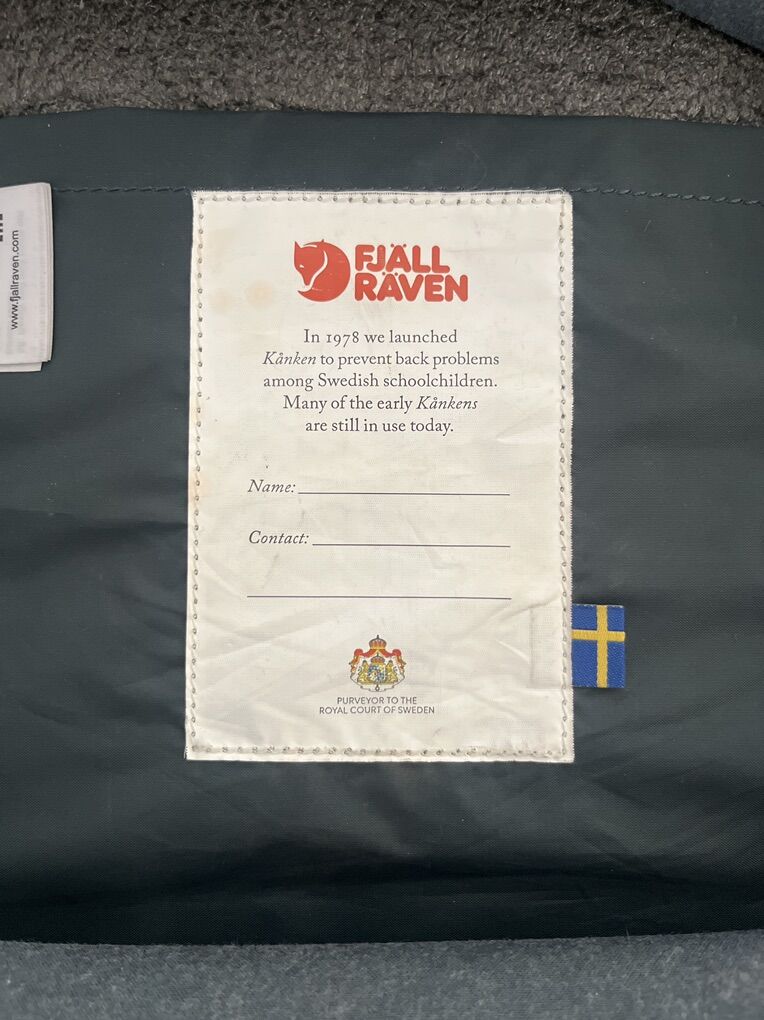 FJÄLL
RÄVEN
In 1978 we launched
Kånken to prevent back problems
among Swedish schoolchildren.
Many of the early Kånkens
are still in use today.
Name:
Contact:
PURVEYOR TO THE
ROYAL COURT OF SWEDEN
www.fjallraven.com